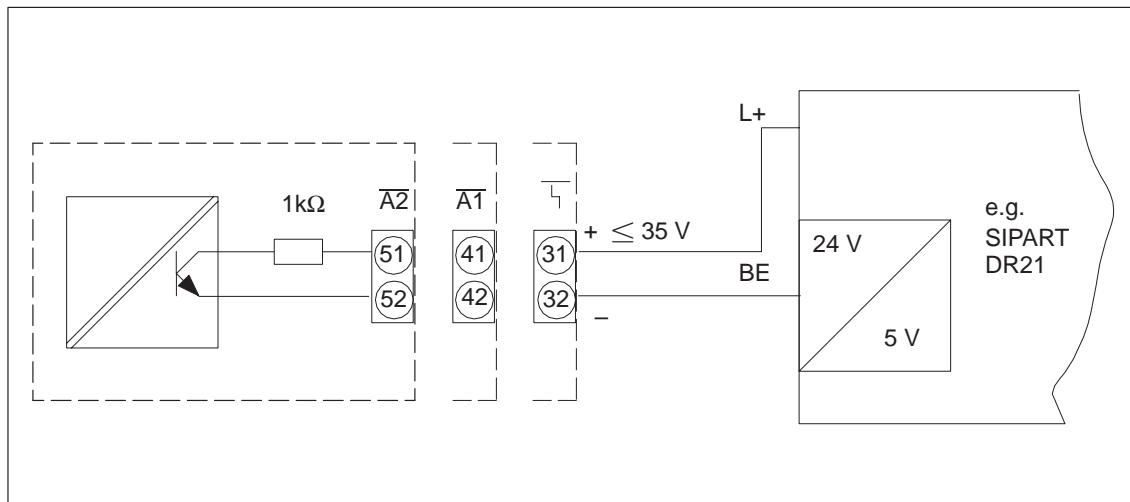 L+
1kΩ
A2
A1
+ ≤ 35 V
e.g.
SIPART
DR21
24 V
51
41
31
BE
52
42
32
–
5 V